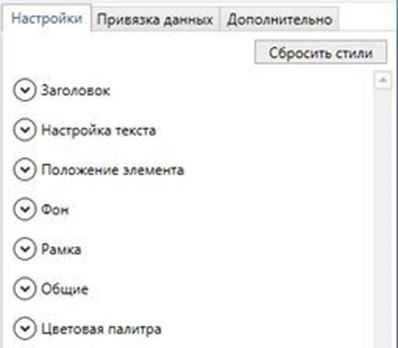 Настройки Привязка данных Дополнительно
Сбросить стили
Заголовок
Настройка текста
Положение элемента
Фон
Рамка
Общие
Цветовая палитра